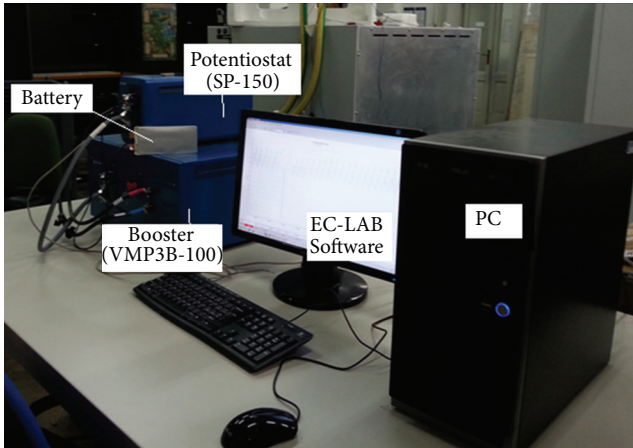 Potentiostat
(SP-150)
Battery
Booster
(VMP3B-100)
EC-LAB
Software
PC